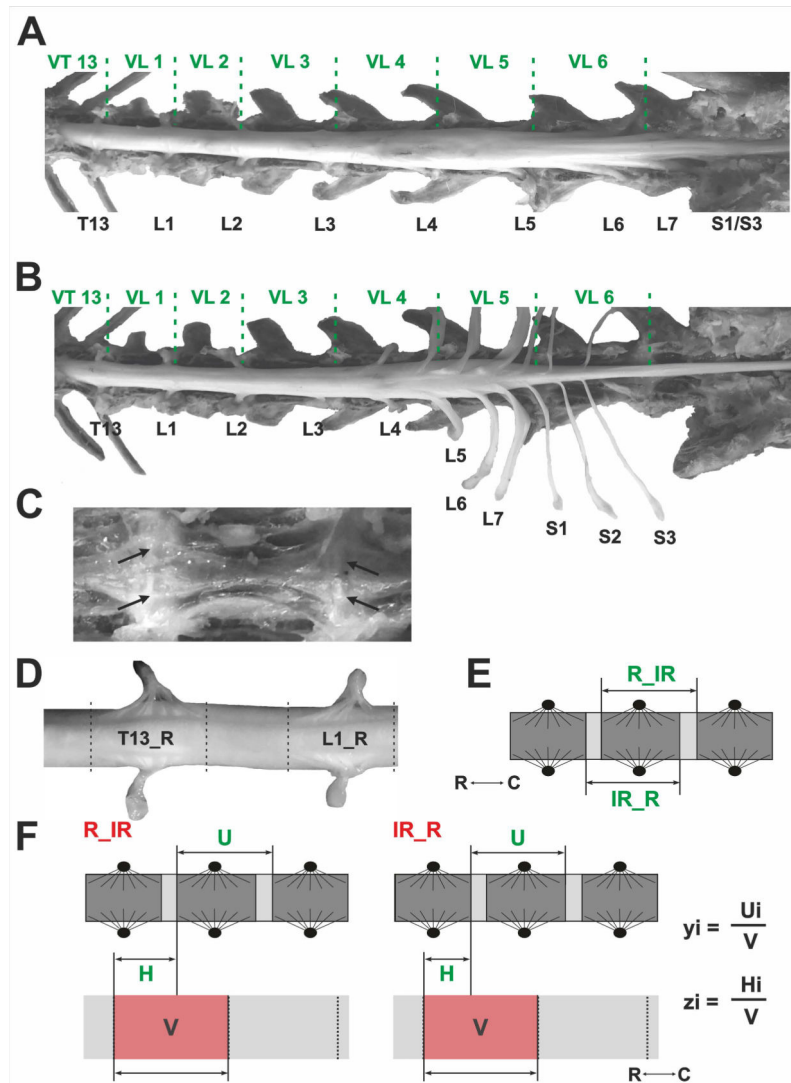 A
VT 13 VL 1 VL 2 VL 3 VL 4 VL 5 VL 6
T13 L1 L2 L3 L4 L5 L6 L7 S1/S3
B
VT 13 VL 1 VL 2 VL 3 VL 4 VL 5 VL 6
T13 L1 L2 L3 L4
L5
L6 L7 S1 S2 S3
C
D
T13_R L1_R
E
R_IR
R C
IR_R
F
R_IR IR_R
U U
H H
V V
yi = Ui
V
zi = Hi
V
R C